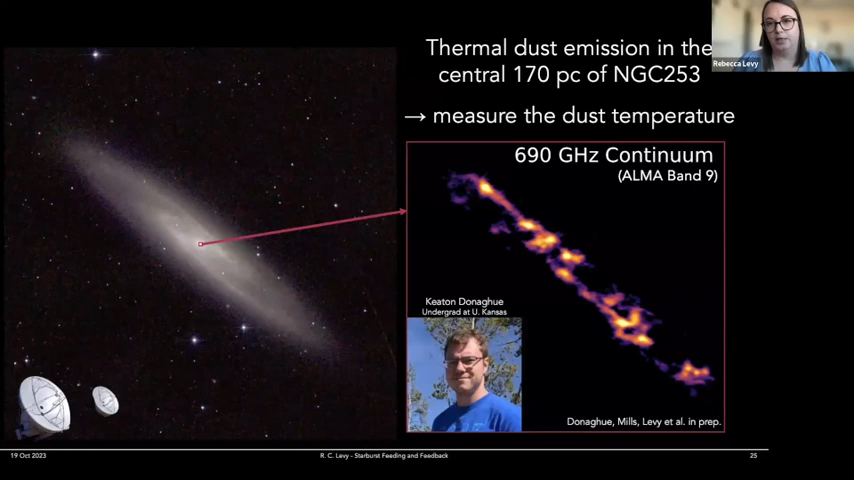 Thermal dust emission in the
central 170 pc of NGC253
Rebecca Levy
→ measure the dust temperature
690 GHz Continuum
(ALMA Band 9)
Keaton Donaghue
Undergrad at U. Kansas
Donaghue, Mills, Levy et al. in prep.
19 Oct 2023
R. C. Levy - Starburst Feeding and Feedback
25